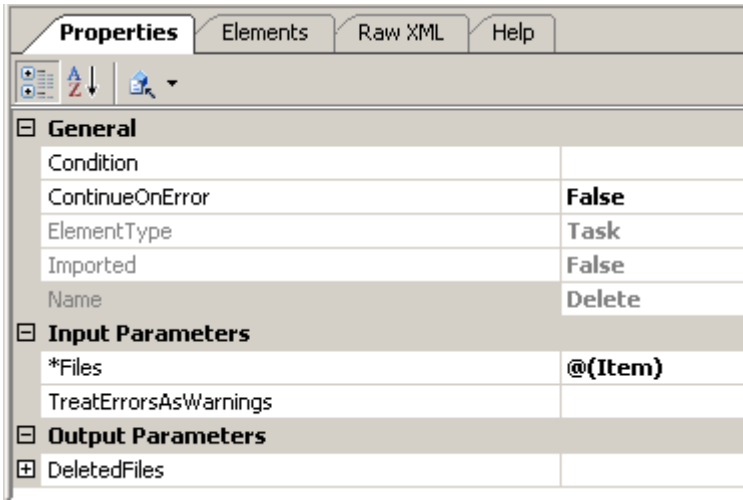 Properties Elements Raw XML Help
A
Z
General
Condition
ContinueOnError False
ElementType Task
Imported False
Name Delete
Input Parameters
*Files @(Item)
TreatErrorsAsWarnings
Output Parameters
DeletedFiles